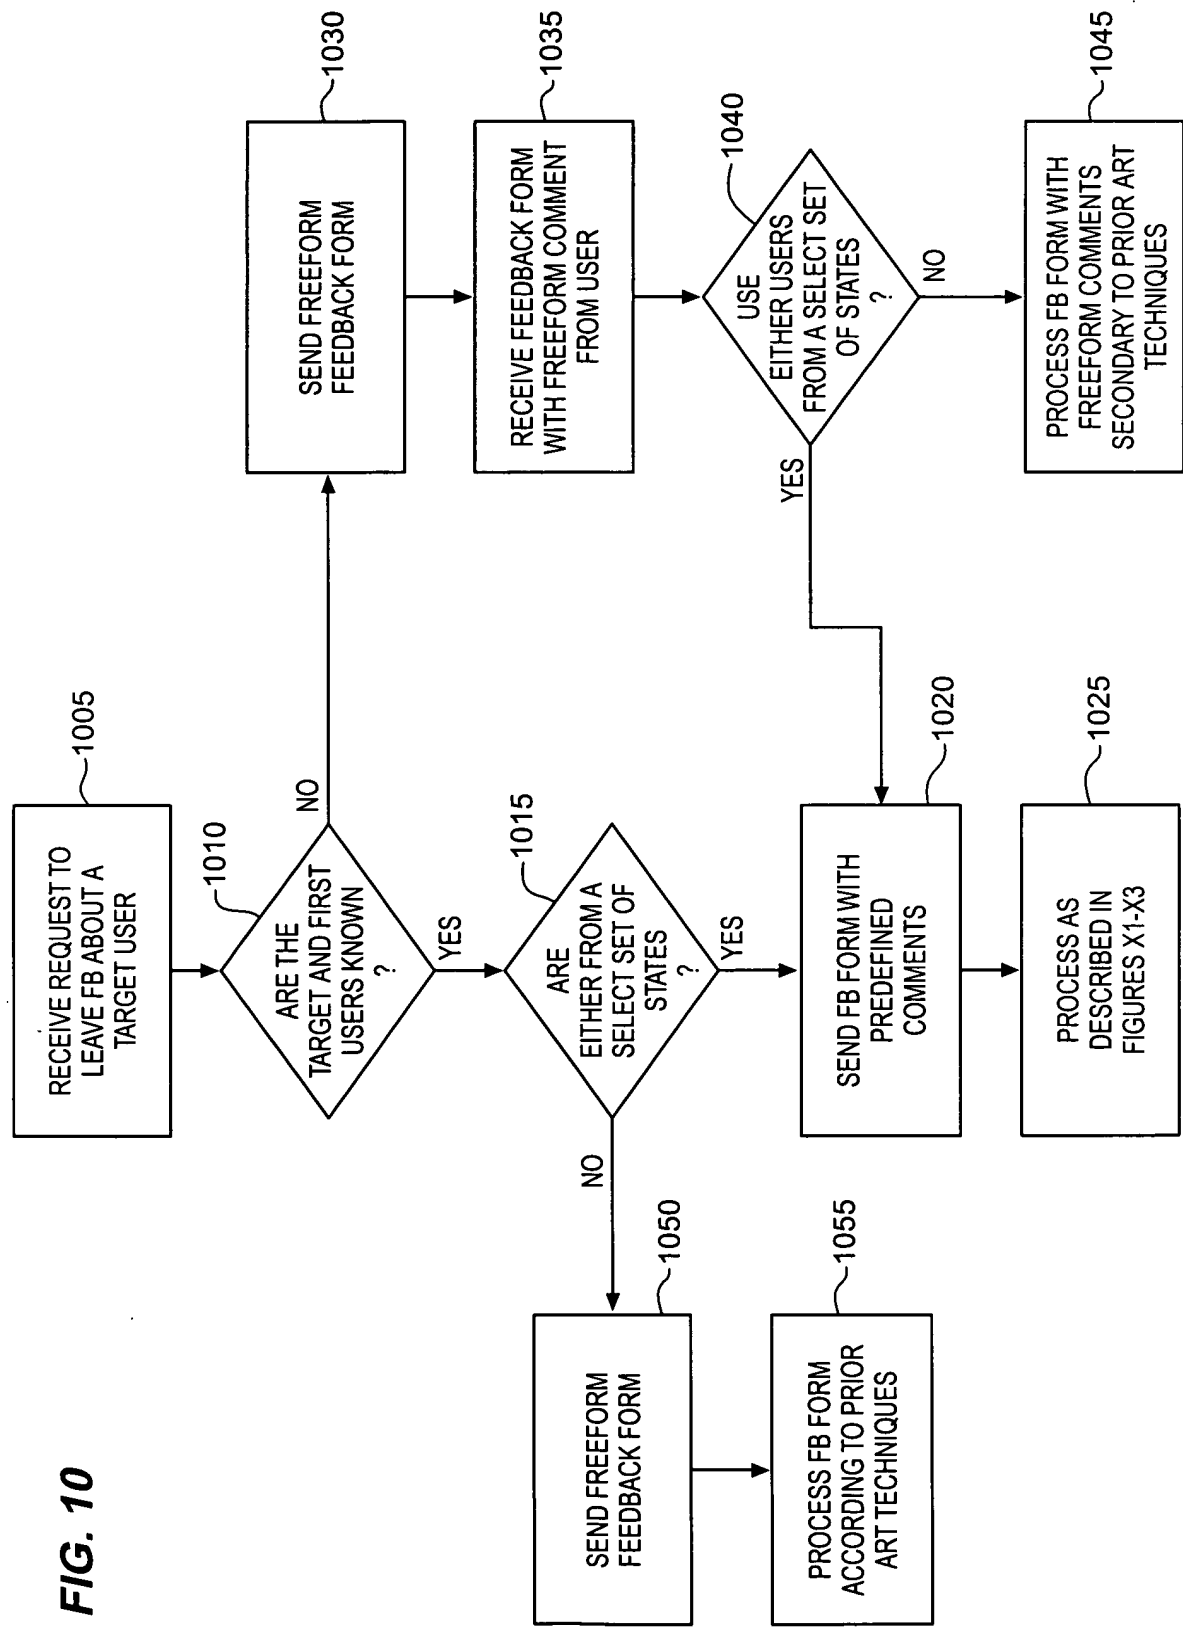 FIG. 10
RECEIVE REQUEST TO
LEAVE FB ABOUT A
TARGET USER
1005
ARE THE
TARGET AND FIRST
USERS KNOWN
?
1010
NO
YES
SEND FREEFORM
FEEDBACK FORM
1030
RECEIVE FEEDBACK FORM
WITH FREEFORM COMMENT
FROM USER
1035
USE
EITHER USERS
FROM A SELECT SET
OF STATES
?
1040
YES
NO
PROCESS FB FORM WITH
FREEFORM COMMENTS
SECONDARY TO PRIOR ART
TECHNIQUES
1045
ARE
EITHER FROM A
SELECT SET OF
STATES
?
1015
NO
YES
SEND FB FORM WITH
PREDEFINED
COMMENTS
1020
PROCESS AS
DESCRIBED IN
FIGURES X1-X3
1025
SEND FREEFORM
FEEDBACK FORM
1050
PROCESS FB FORM
ACCORDING TO PRIOR
ART TECHNIQUES
1055